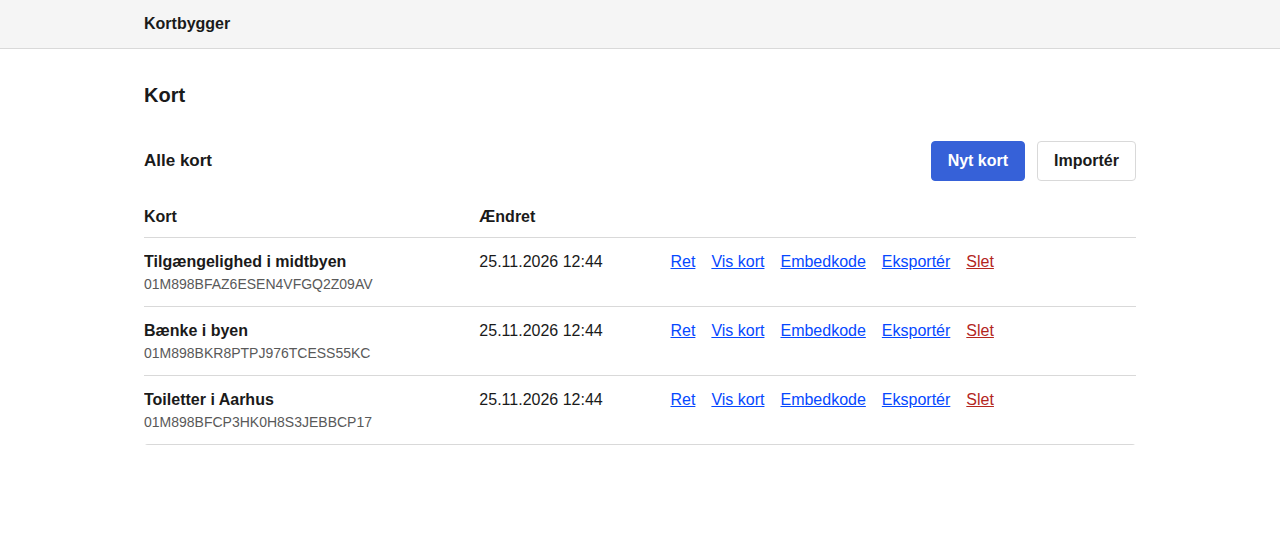 Kortbygger
Kort
Alle kort
Nyt kort
Importér
Kort Ændret
Tilgængelighed i midtbyen 25.11.2026 12:44 Ret Vis kort Embedkode Eksportér Slet
01M898BFAZ6ESEN4VFGQ2Z09AV
Bænke i byen 25.11.2026 12:44 Ret Vis kort Embedkode Eksportér Slet
01M898BKR8PTPJ976TCESS55KC
Toiletter i Aarhus 25.11.2026 12:44 Ret Vis kort Embedkode Eksportér Slet
01M898BFCP3HK0H8S3JEBBCP17